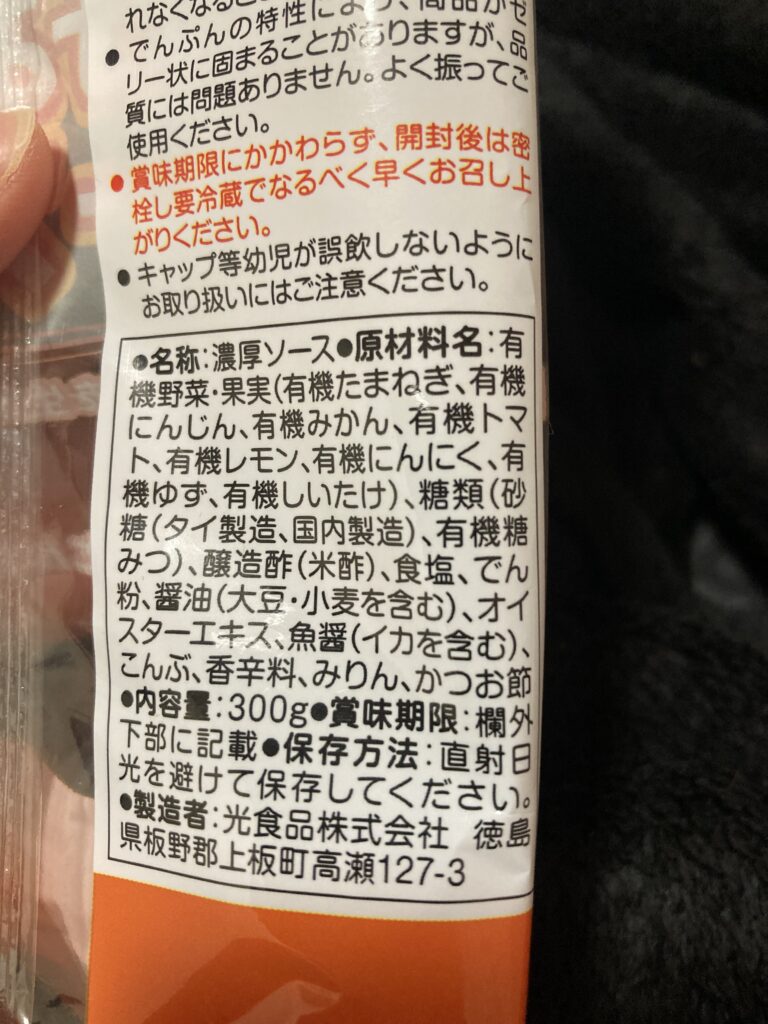 れなくなること
●でんぷんの特性により、商品がゼ
リー状に固まることがありますが、品
質には問題ありません。よく振ってご
使用ください。
●賞味期限にかかわらず、開封後は密
栓し要冷蔵でなるべく早くお召し上
がりください。
●キャップ等幼児が誤飲しないように
お取り扱いにはご注意ください。
●名称:濃厚ソース●原材料名:有
機野菜・果実(有機たまねぎ、有機
にんじん、有機みかん、有機トマ
ト、有機レモン、有機にんにく、有
機ゆず、有機しいたけ)、糖類(砂
糖(タイ製造、国内製造)、有機糖
みつ)、醸造酢(米酢)、食塩、でん
粉、醤油(大豆・小麦を含む)、オイ
スターエキス、魚醤(イカを含む)、
こんぶ、香辛料、みりん、かつお節
●内容量:300g●賞味期限:欄外
下部に記載●保存方法:直射日
光を避けて保存してください。
●製造者:光食品株式会社 徳島
県板野郡上板町高瀬127-3